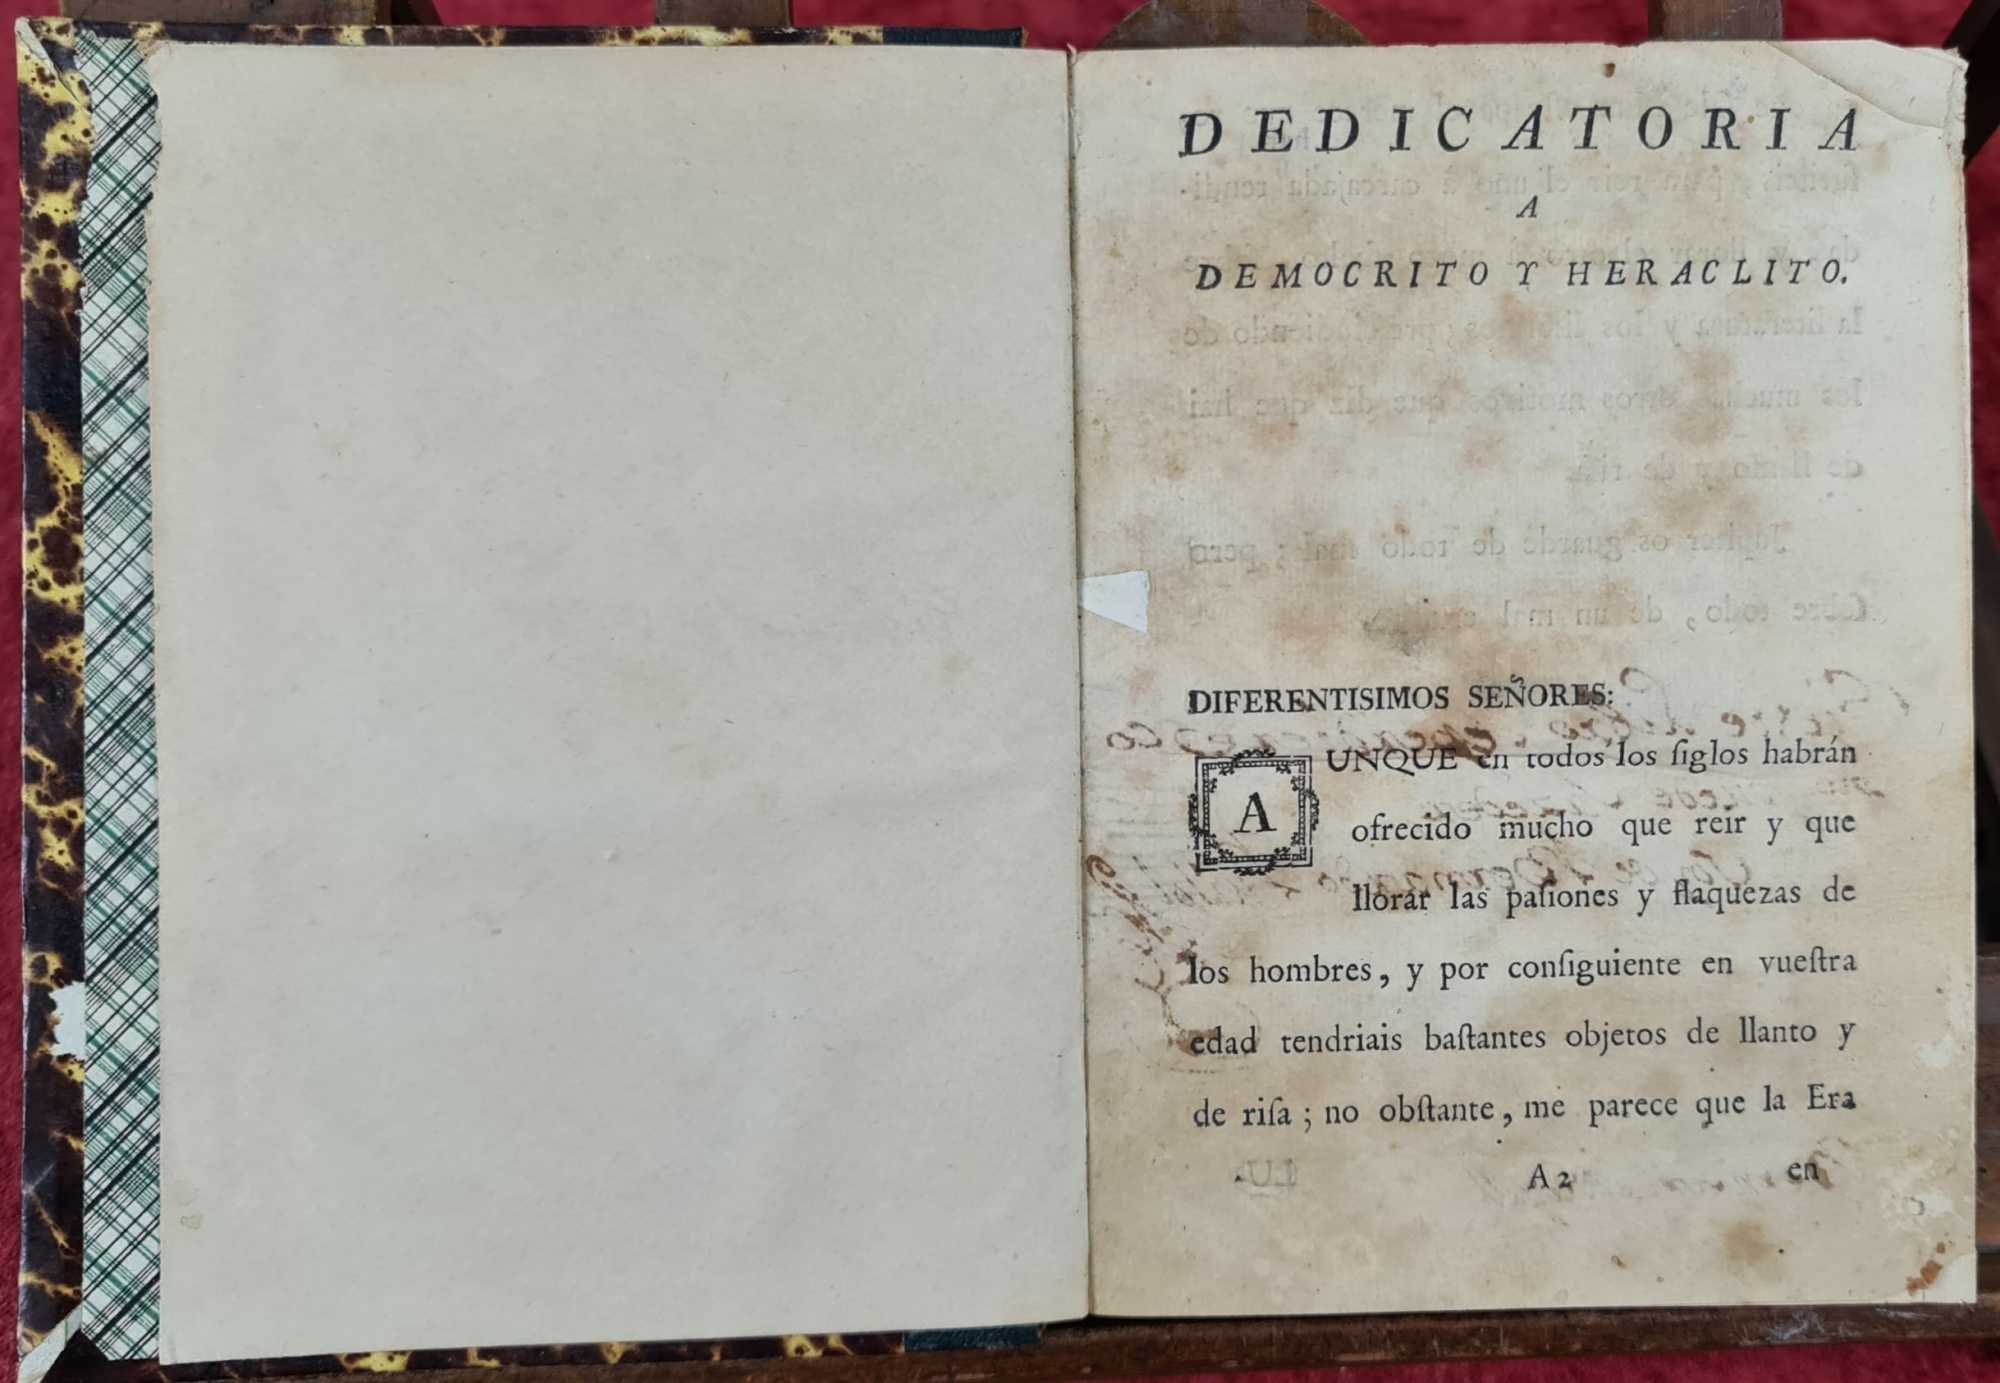 DEDICATORIA
A
DEMOCRITO Y HERACLITO.
DIFERENTISIMOS SEÑORES:
AUNQUE en todos los ſiglos habrán
ofrecido mucho que reir y que
llorar las paſiones y flaquezas de
los hombres, y por conſiguiente en vueſtra
edad tendriais baſtantes objetos de llanto y
de riſa; no obſtante, me parece que la Era
A2 en